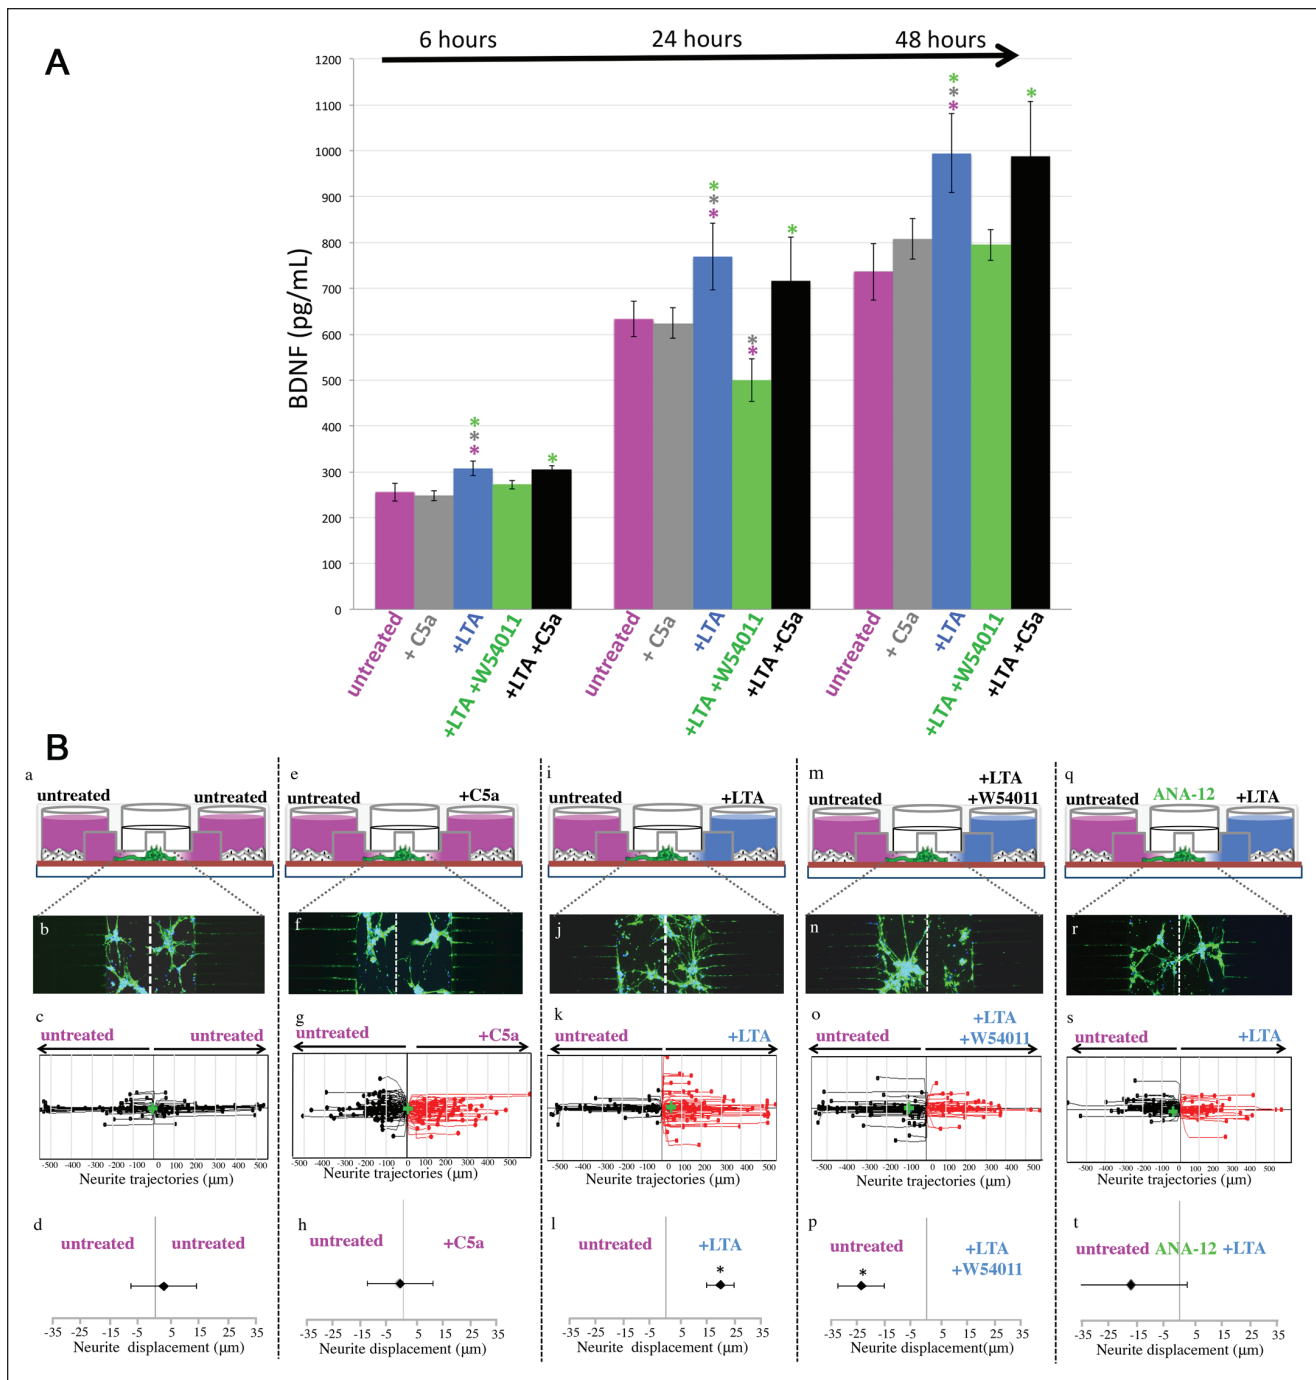 A
6 hours 24 hours 48 hours
BDNF (pg/mL)
1200
1100
1000
900
800
700
600
500
400
300
200
100
0
* * * * * * * * * * * * * *
untreated + C5a +LTA +LTA +W54011 +LTA +C5a
untreated + C5a +LTA +LTA +W54011 +LTA +C5a
untreated + C5a +LTA +LTA +W54011 +LTA +C5a
B
a
untreated untreated
b
c
untreated untreated
-500 -400 -300 -200 -100 0 100 200 300 400 500
Neurite trajectories (µm)
d
untreated untreated
-35 -25 -15 -5 5 15 25 35
Neurite displacement (µm)
e
untreated +C5a
f
g
untreated +C5a
-500 -400 -300 -200 -100 0 100 200 300 400 500
Neurite trajectories (µm)
h
untreated +C5a
-35 -25 -15 -5 5 15 25 35
Neurite displacement (µm)
i
untreated +LTA
j
k
untreated +LTA
-500 -400 -300 -200 -100 0 100 200 300 400 500
Neurite trajectories (µm)
l
untreated +LTA
*
-35 -25 -15 -5 5 15 25 35
Neurite displacement (µm)
m
+LTA
untreated +W54011
n
o
+LTA
untreated +W54011
-500 -400 -300 -200 -100 0 100 200 300 400 500
Neurite trajectories (µm)
p
untreated +LTA
+W54011
*
-35 -25 -15 -5 5 15 25 35
Neurite displacement(µm)
q
untreated ANA-12 +LTA
r
s
untreated +LTA
-500 -400 -300 -200 -100 0 100 200 300 400 500
Neurite trajectories (µm)
t
untreated ANA-12 +LTA
-35 -25 -15 -5 5 15 25 35
Neurite displacement (µm)